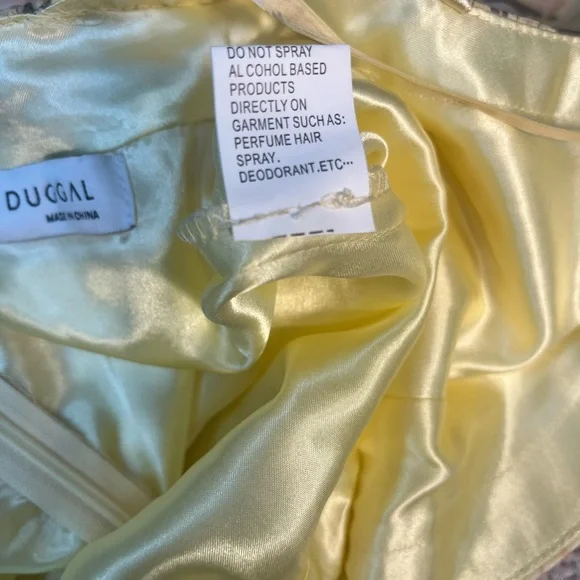 DUGGAL
MADE IN CHINA
DO NOT SPRAY
AL COHOL BASED
PRODUCTS
DIRECTLY ON
GARMENT SUCH AS:
PERFUME HAIR
SPRAY.
DEODORANT.ETC···